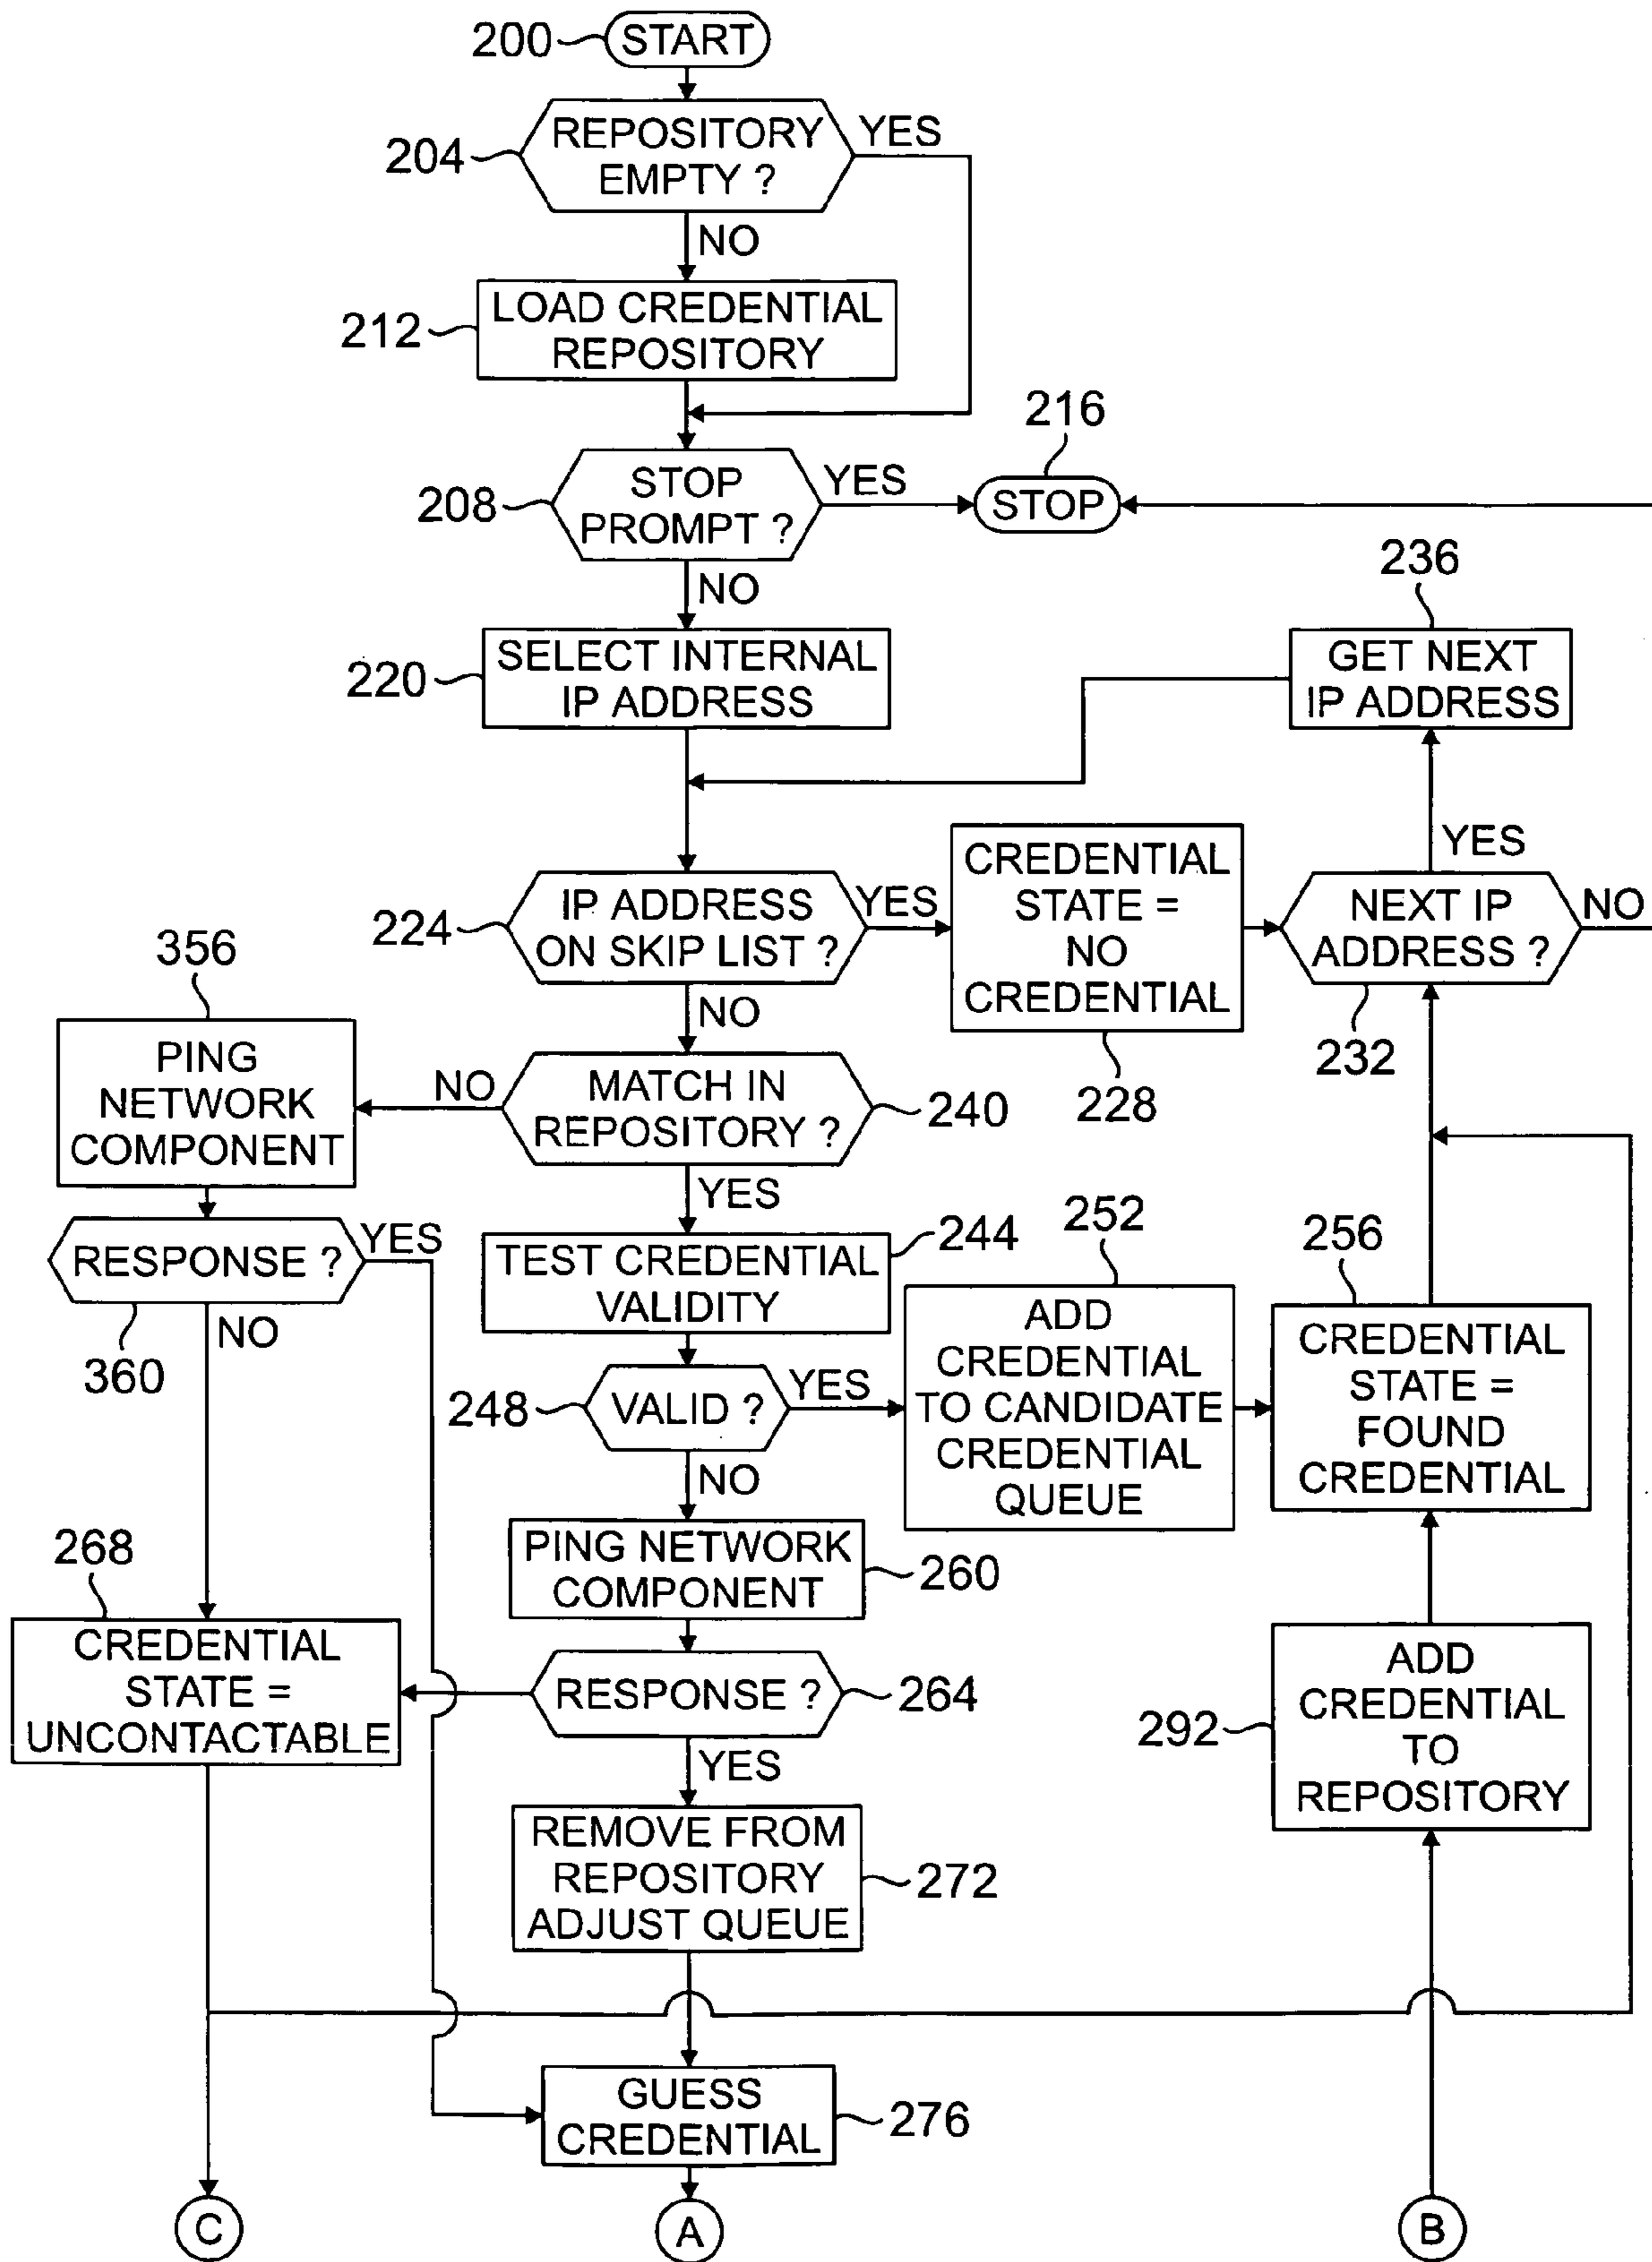 200
START
204
REPOSITORY
EMPTY ?
YES
NO
212
LOAD CREDENTIAL
REPOSITORY
216
208
STOP
PROMPT ?
YES
STOP
NO
236
220
SELECT INTERNAL
IP ADDRESS
GET NEXT
IP ADDRESS
YES
224
IP ADDRESS
ON SKIP LIST ?
YES
CREDENTIAL
STATE =
NO
CREDENTIAL
228
NEXT IP
ADDRESS ?
NO
232
NO
356
PING
NETWORK
COMPONENT
NO
MATCH IN
REPOSITORY ?
240
YES
RESPONSE ?
YES
360
NO
244
TEST CREDENTIAL
VALIDITY
252
256
248
VALID ?
YES
ADD
CREDENTIAL
TO CANDIDATE
CREDENTIAL
QUEUE
CREDENTIAL
STATE =
FOUND
CREDENTIAL
NO
PING NETWORK
COMPONENT
260
268
CREDENTIAL
STATE =
UNCONTACTABLE
RESPONSE ?
264
YES
292
ADD
CREDENTIAL
TO
REPOSITORY
REMOVE FROM
REPOSITORY
ADJUST QUEUE
272
GUESS
CREDENTIAL
276
C
A
B